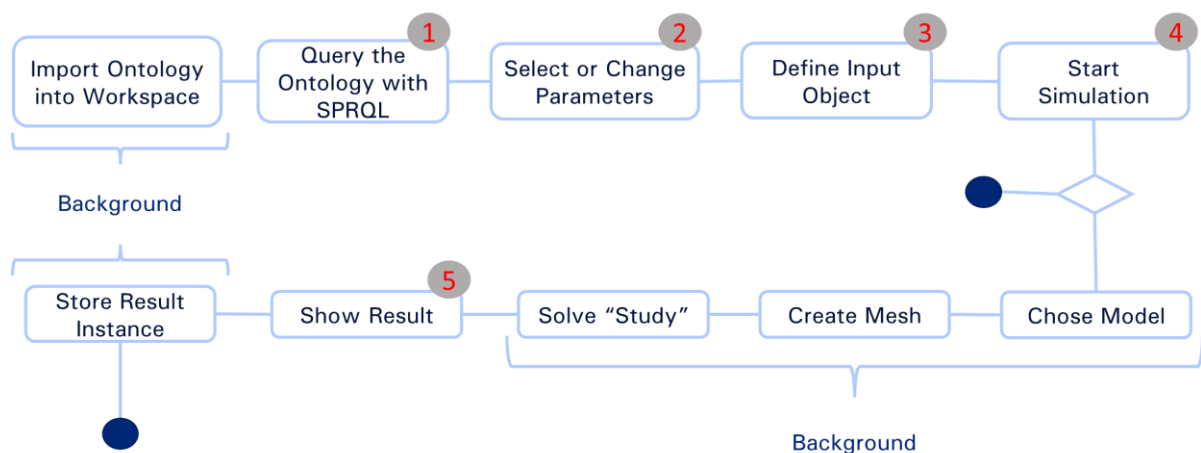 1
2
3
4
Import Ontology
into Workspace
Query the
Ontology with
SPRQL
Select or Change
Parameters
Define Input
Object
Start
Simulation
Background
5
Store Result
Instance
Show Result
Solve “Study”
Create Mesh
Chose Model
Background